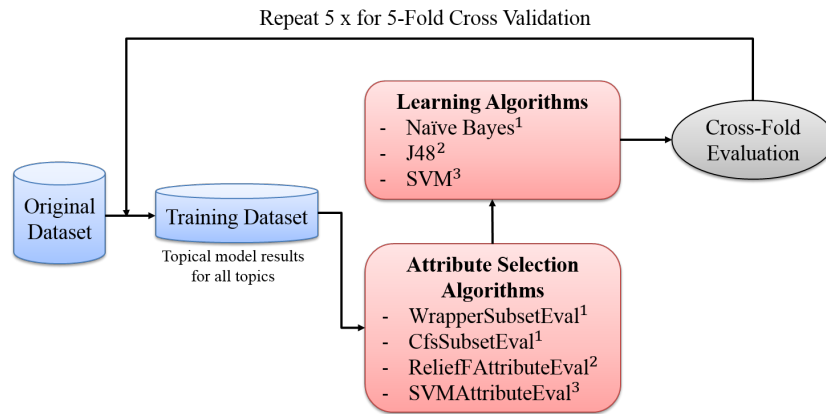 Repeat 5 x for 5-Fold Cross Validation
Learning Algorithms
- Naïve Bayes¹
- J48²
- SVM³
Cross-Fold
Evaluation
Original
Dataset
Training Dataset
Topical model results
for all topics
Attribute Selection
Algorithms
- WrapperSubsetEval¹
- CfsSubsetEval¹
- ReliefFAttributeEval²
- SVMAttributeEval³